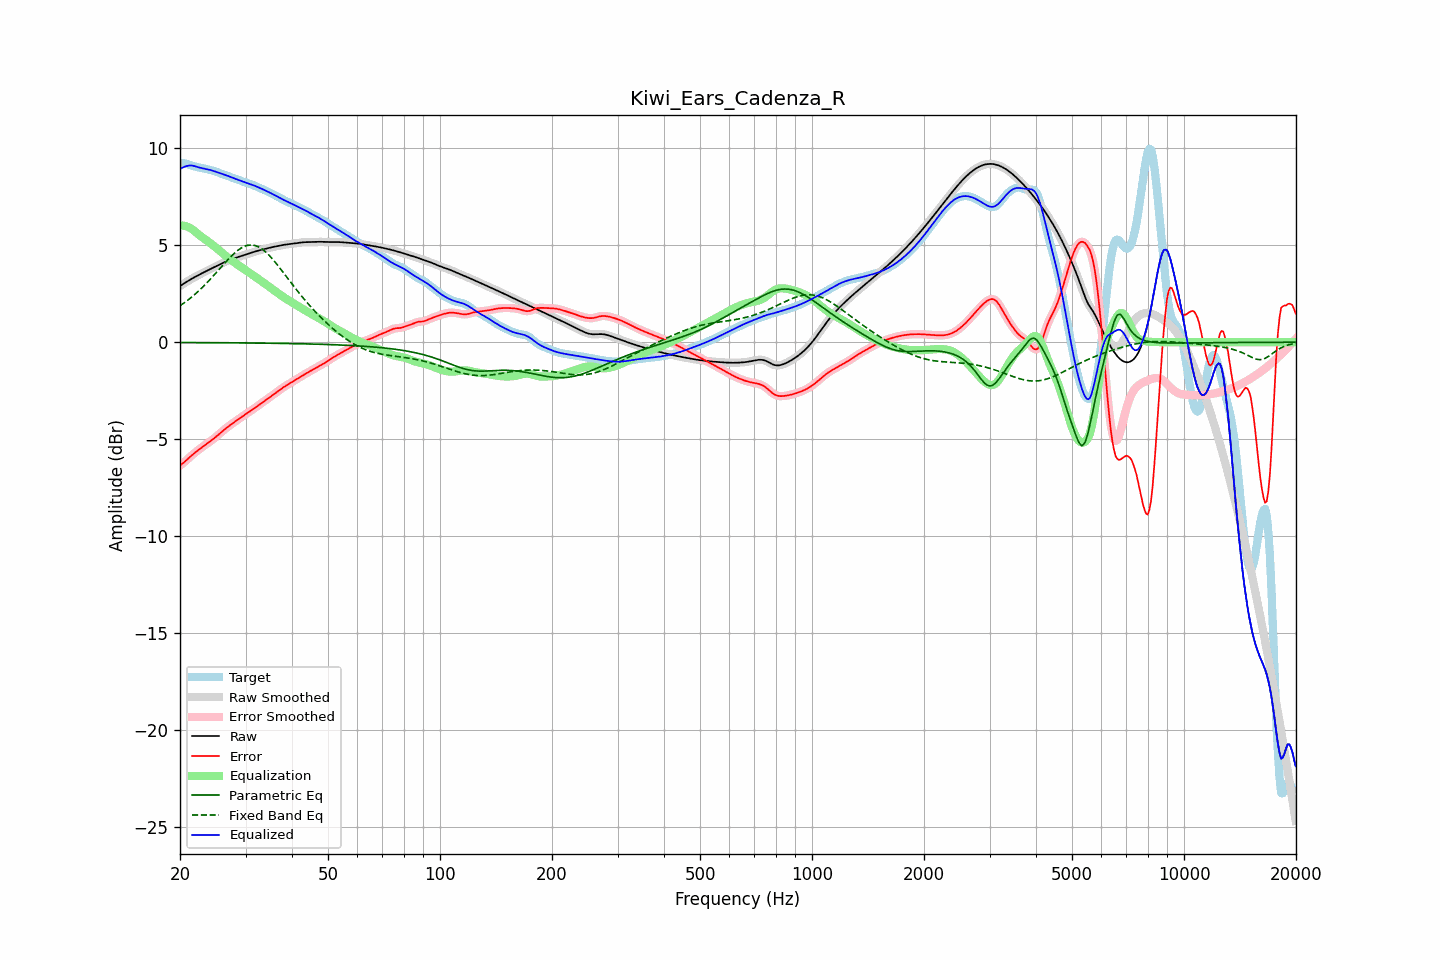 Kiwi_Ears_Cadenza_R
Amplitude (dBr)
10
5
0
−5
−10
−15
−20
−25
Target
Raw Smoothed
Error Smoothed
Raw
Error
Equalization
Parametric Eq
Fixed Band Eq
Equalized
20
50
100
200
500
1000
2000
5000
10000
20000
Frequency (Hz)